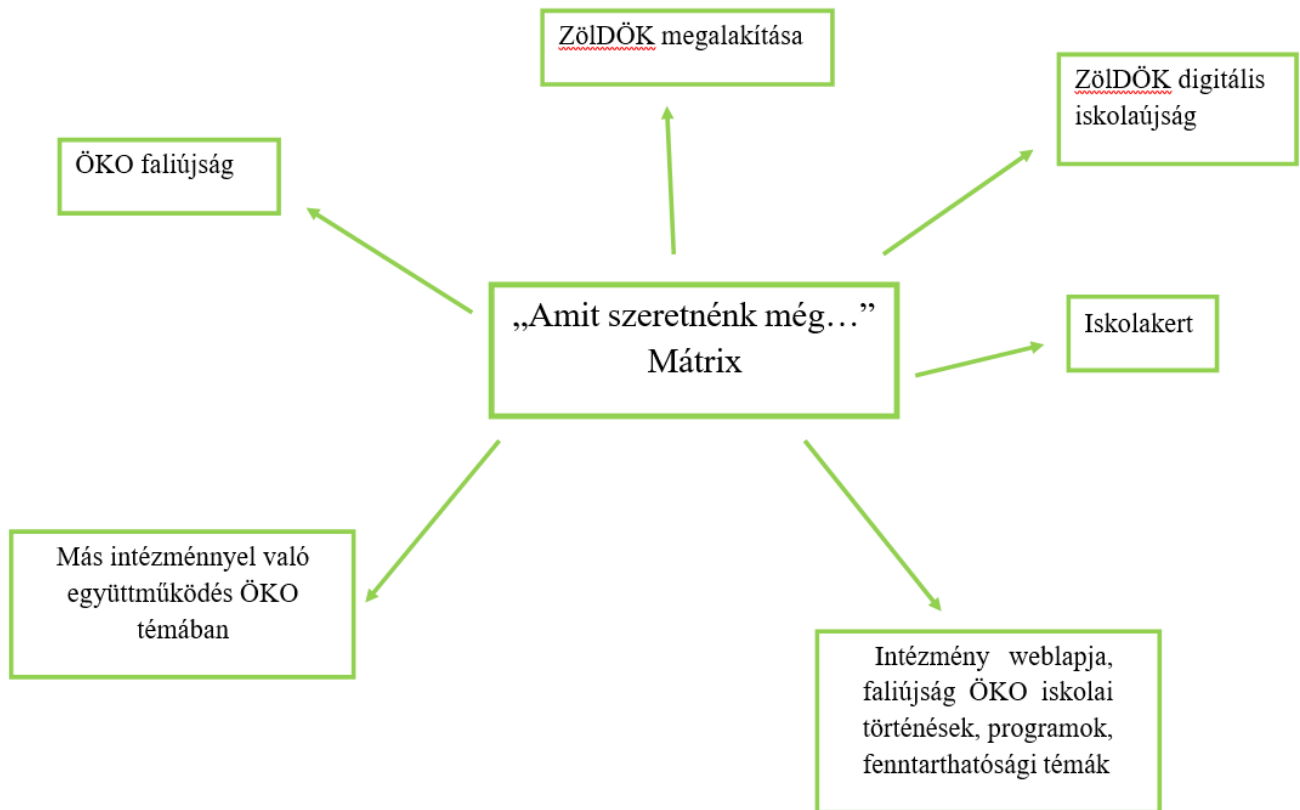 ZölDÖK megalakítása
ZölDÖK digitális
iskolaújság
ÖKO faliújság
„Amit szeretnénk még…”
Mátrix
Iskolakert
Más intézménnyel való
együttműködés ÖKO
témában
Intézmény weblapja,
faliújság ÖKO iskolai
történések, programok,
fenntarthatósági témák